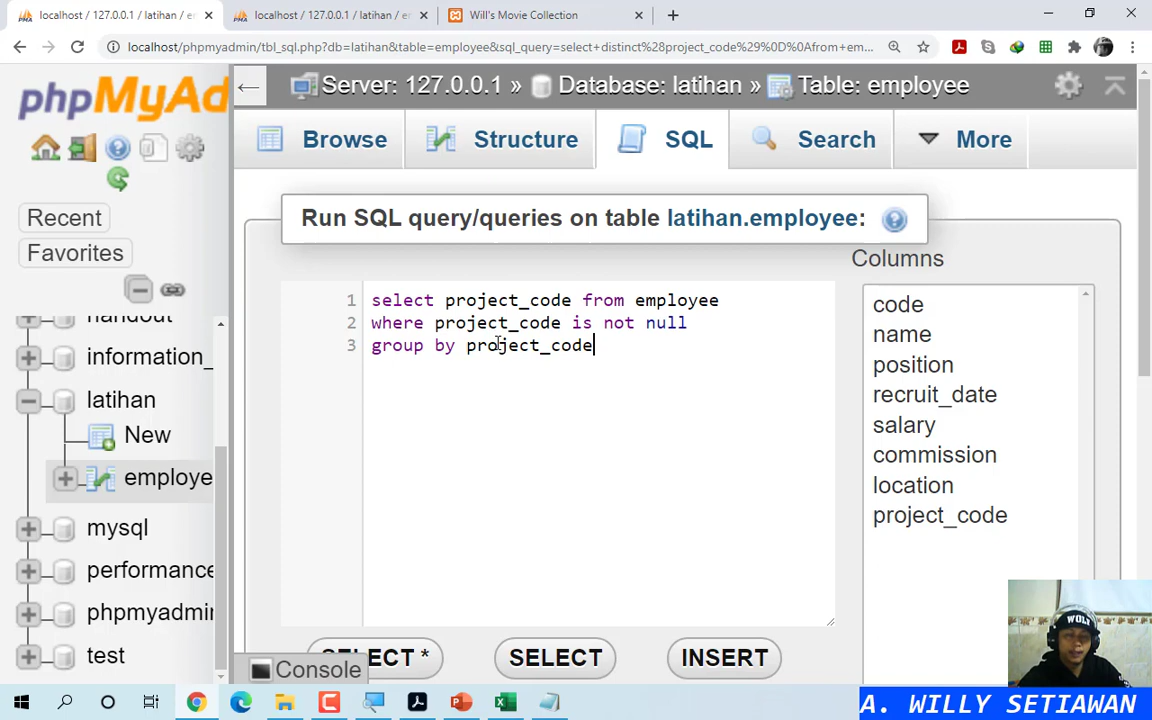 localhost / 127.0.0.1 / latihan / e
localhost / 127.0.0.1 / latihan / er
Will's Movie Collection
localhost/phpmyadmin/tbl_sql.php?db=latihan&table=employee&sql_query=select+distinct%28project_code%29%0D%0Afrom+em...
phpMyAd
Server: 127.0.0.1 » Database: latihan » Table: employee
Browse
Structure
SQL
Search
More
Recent
Favorites
handout
information_
latihan
New
employe
mysql
performance
phpmyadmin
test
Run SQL query/queries on table latihan.employee:
1 select project_code from employee
2 where project_code is not null
3 group by project_code
Columns
code
name
position
recruit_date
salary
commission
location
project_code
SELECT *
SELECT
INSERT
Console
WOLV
A. WILLY SETIAWAN